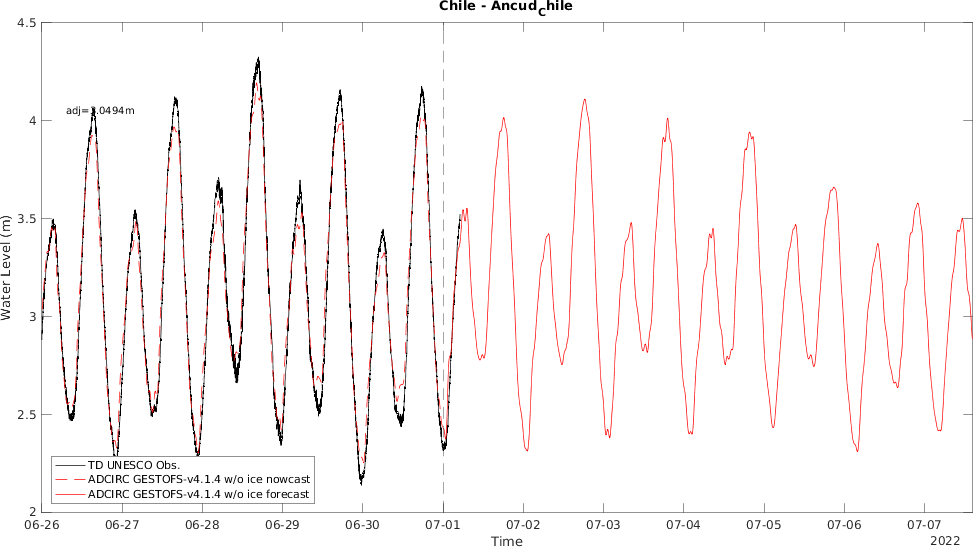 Chile - Ancud_Chile
4.5
4
3.5
3
2.5
2
Water Level (m)
TD UNESCO Obs.
ADCIRC GESTOFS-v4.1.4 w/o ice nowcast
ADCIRC GESTOFS-v4.1.4 w/o ice forecast
06-26 06-27 06-28 06-29 06-30 07-01 07-02 07-03 07-04 07-05 07-06 07-07
Time
2022